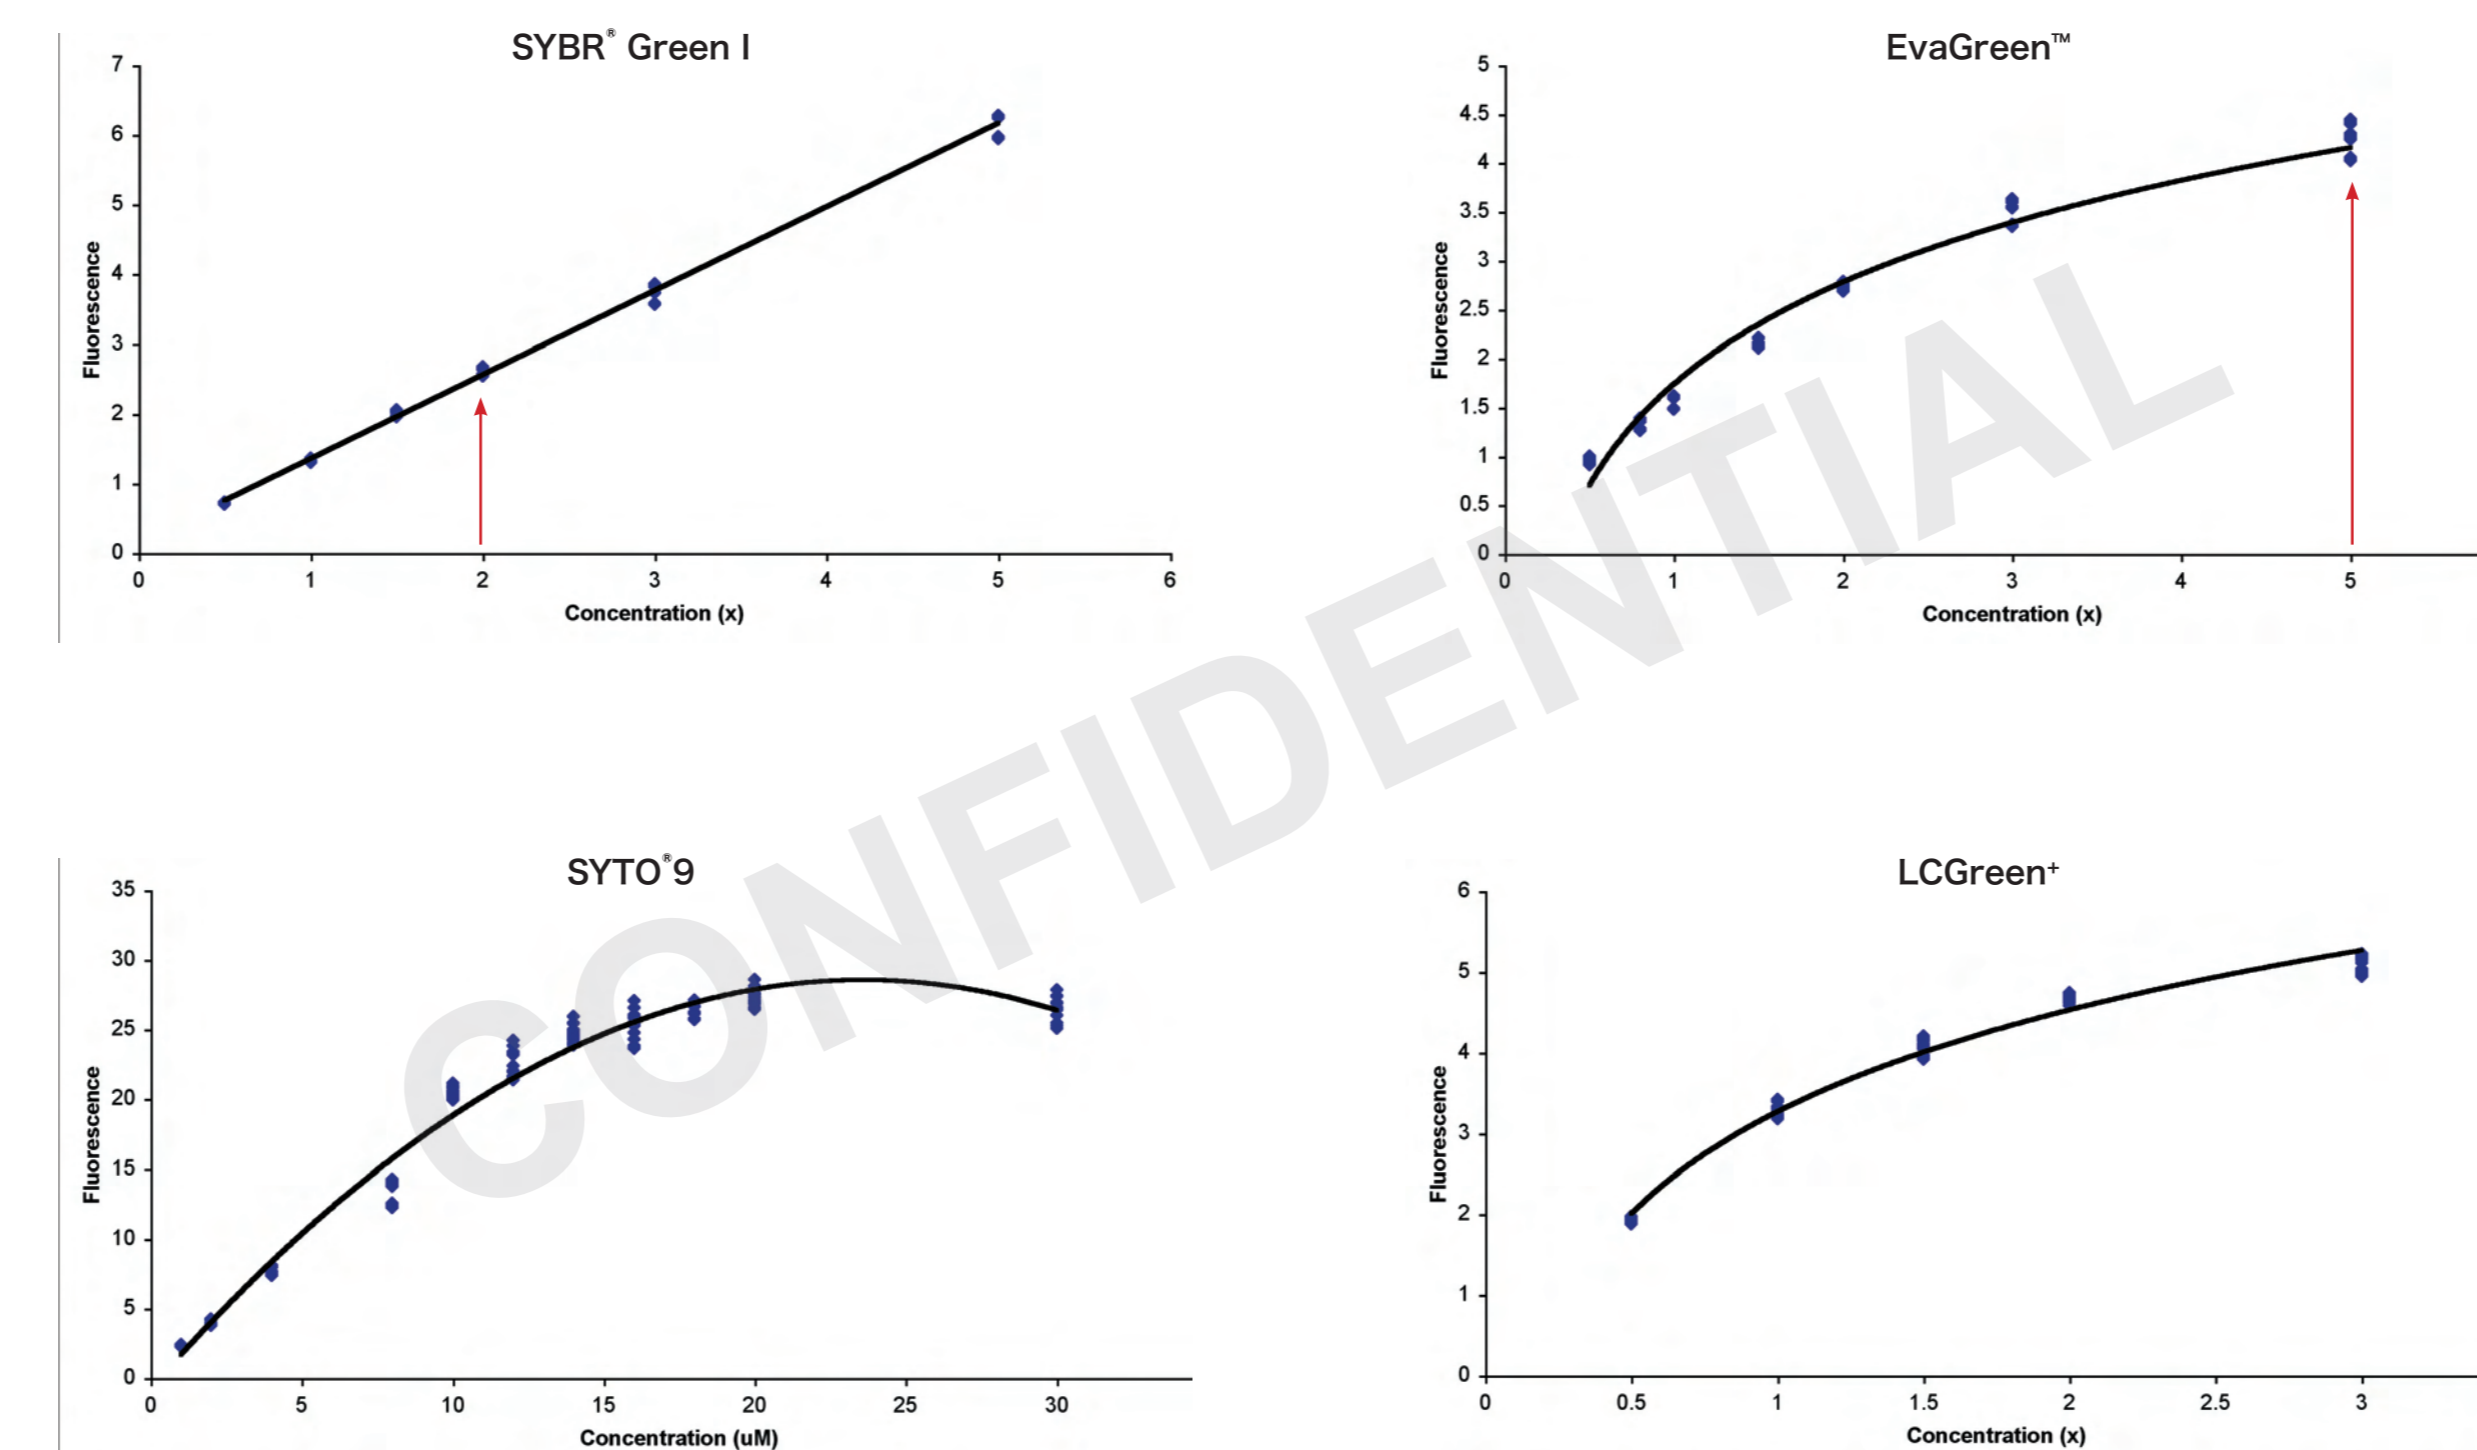 SYBR® Green I
7
6
5
4
3
2
1
0
Fluorescence
0 1 2 3 4 5 6
Concentration (x)
EvaGreen™
5
4.5
4
3.5
3
2.5
2
1.5
1
0.5
0
Fluorescence
0 1 2 3 4 5
Concentration (x)
CONFIDENTIAL
SYTO®9
35
30
25
20
15
10
5
0
Fluorescence
0 5 10 15 20 25 30
Concentration (uM)
LCGreen+
6
5
4
3
2
1
0
Fluorescence
0 0.5 1 1.5 2 2.5 3
Concentration (x)